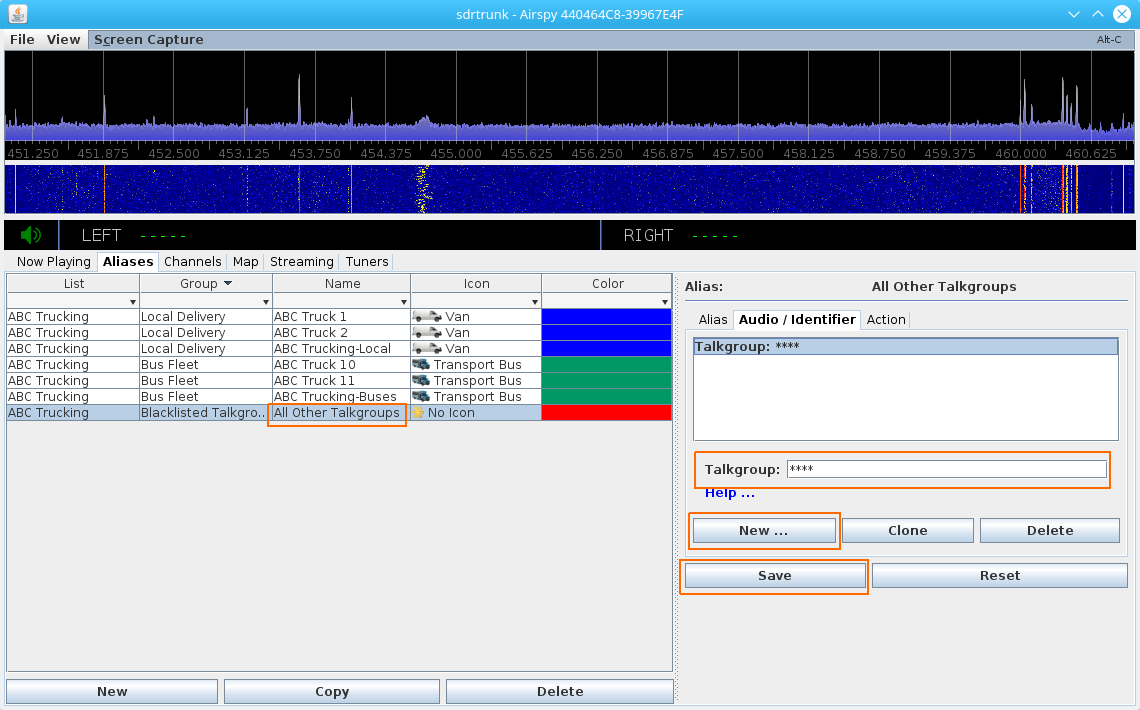 sdrtrunk - Airspy 440464C8-39967E4F
File View Screen Capture Alt-C
451.250 451.875 452.500 453.125 453.750 454.375 455.000 455.625 456.250 456.875 457.500 458.125 458.750 459.375 460.000 460.625
LEFT ----- RIGHT -----
Now Playing Aliases Channels Map Streaming Tuners
List Group Name Icon Color
ABC Trucking Local Delivery ABC Truck 1 Van
ABC Trucking Local Delivery ABC Truck 2 Van
ABC Trucking Local Delivery ABC Trucking-Local Van
ABC Trucking Bus Fleet ABC Truck 10 Transport Bus
ABC Trucking Bus Fleet ABC Truck 11 Transport Bus
ABC Trucking Bus Fleet ABC Trucking-Buses Transport Bus
ABC Trucking Blacklisted Talkgro... All Other Talkgroups No Icon
New Copy Delete
Alias: All Other Talkgroups
Alias Audio / Identifier Action
Talkgroup: ****
Talkgroup: ****
Help ...
New ... Clone Delete
Save Reset